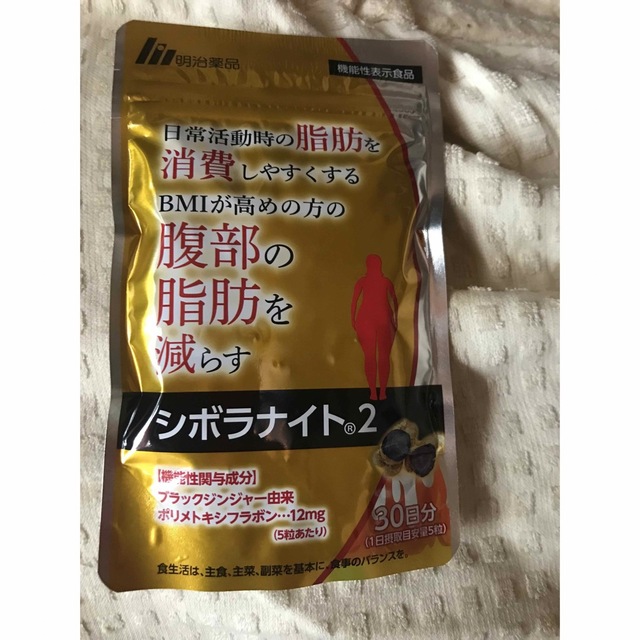 明治薬品
機能性表示食品
日常活動時の脂肪を
消費しやすくする
BMIが高めの方の
腹部の
脂肪を
減らす
シボラナイト®2
【機能性関与成分】
ブラックジンジャー由来
ポリメトキシフラボン…12mg
(5粒あたり)
30日分
(1日摂取目安量5粒)
食生活は、主食、主菜、副菜を基本に、食事のバランスを。